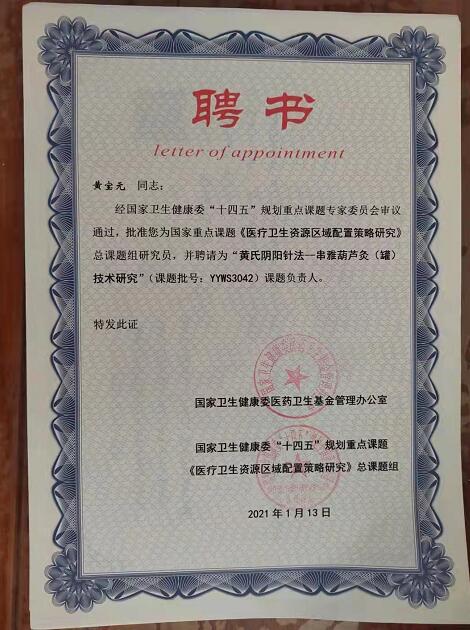 聘书
letter of appointment
黄宝元 同志：
经国家卫生健康委“十四五”规划重点课题专家委员会审议
通过，批准您为国家重点课题《医疗卫生资源区域配置策略研究》
总课题组研究员，并聘请为“黄氏阴阳针法—串雅葫芦灸（罐）
技术研究”（课题批号：YYWS3042）课题负责人。
特发此证
国家卫生健康委医药卫生基金管理办公室
国家卫生健康委“十四五”规划重点课题
《医疗卫生资源区域配置策略研究》总课题组
2021年1月13日